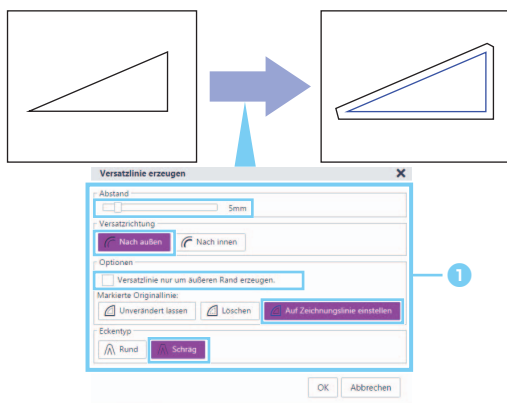 Versatzlinie erzeugen
Abstand
5mm
Versatzrichtung
Nach außen Nach innen
Optionen
Versatzlinie nur um äußeren Rand erzeugen.
Markierte Originallinie:
Unverändert lassen Löschen Auf Zeichnungslinie einstellen
1
Eckentyp
Rund Schräg
OK Abbrechen